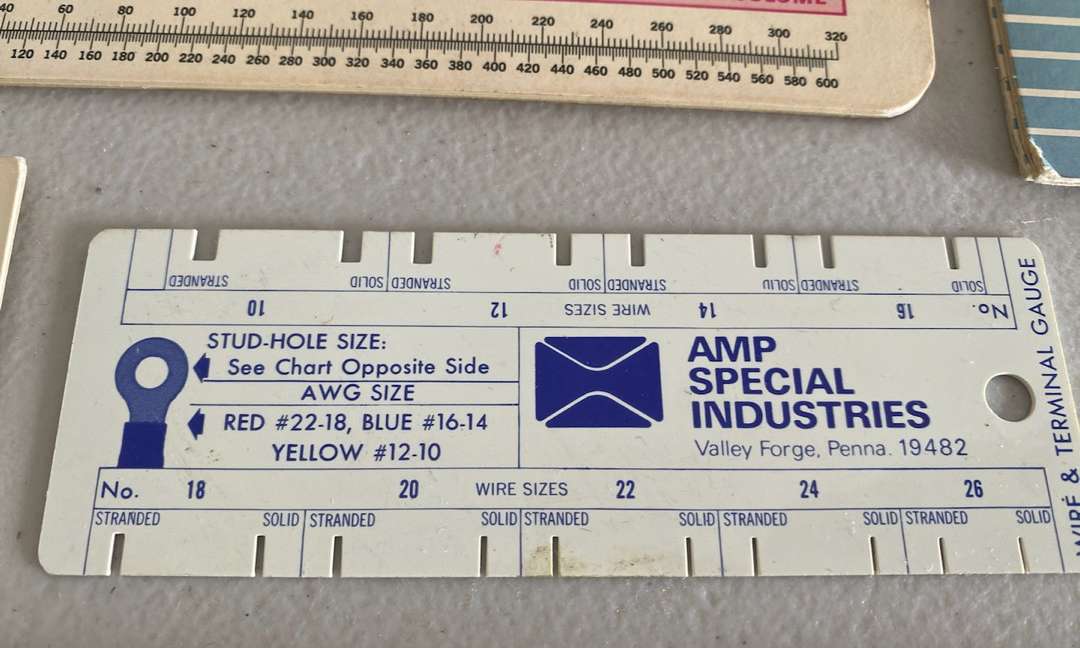 40 60 80 100 120 140 160 180 200 220 240 260 280 300 320
120 140 160 180 200 220 240 260 280 300 320 340 360 380 400 420 440 460 480 500 520 540 560 580 600
STRANDED SOLID STRANDED SOLID STRANDED SOLID STRANDED SOLID
10 12 WIRE SIZES 14 16 No.
STUD-HOLE SIZE:
See Chart Opposite Side
AWG SIZE
RED #22-18, BLUE #16-14
YELLOW #12-10
AMP
SPECIAL
INDUSTRIES
Valley Forge, Penna. 19482
No. 18 20 WIRE SIZES 22 24 26
STRANDED SOLID STRANDED SOLID STRANDED SOLID STRANDED SOLID STRANDED SOLID
WIRE & TERMINAL GAUGE